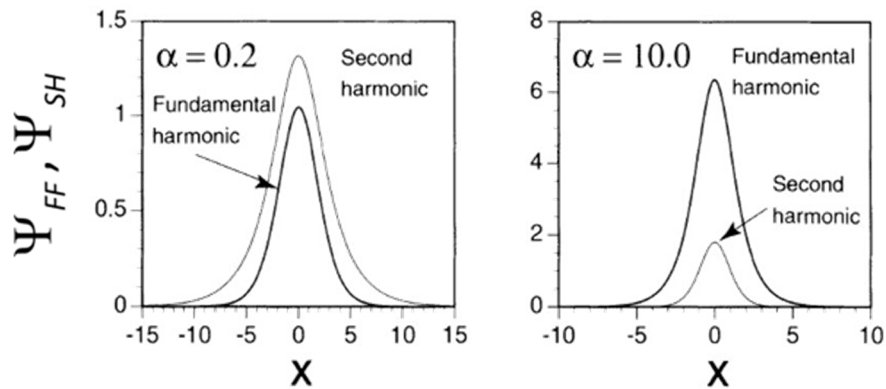 Ψ_FF , Ψ_SH
1.5
1
0.5
0
α = 0.2
Second
harmonic
Fundamental
harmonic
-15 -10 -5 0 5 10 15
X
8
6
4
2
0
α = 10.0
Fundamental
harmonic
Second
harmonic
-10 -5 0 5 10
X